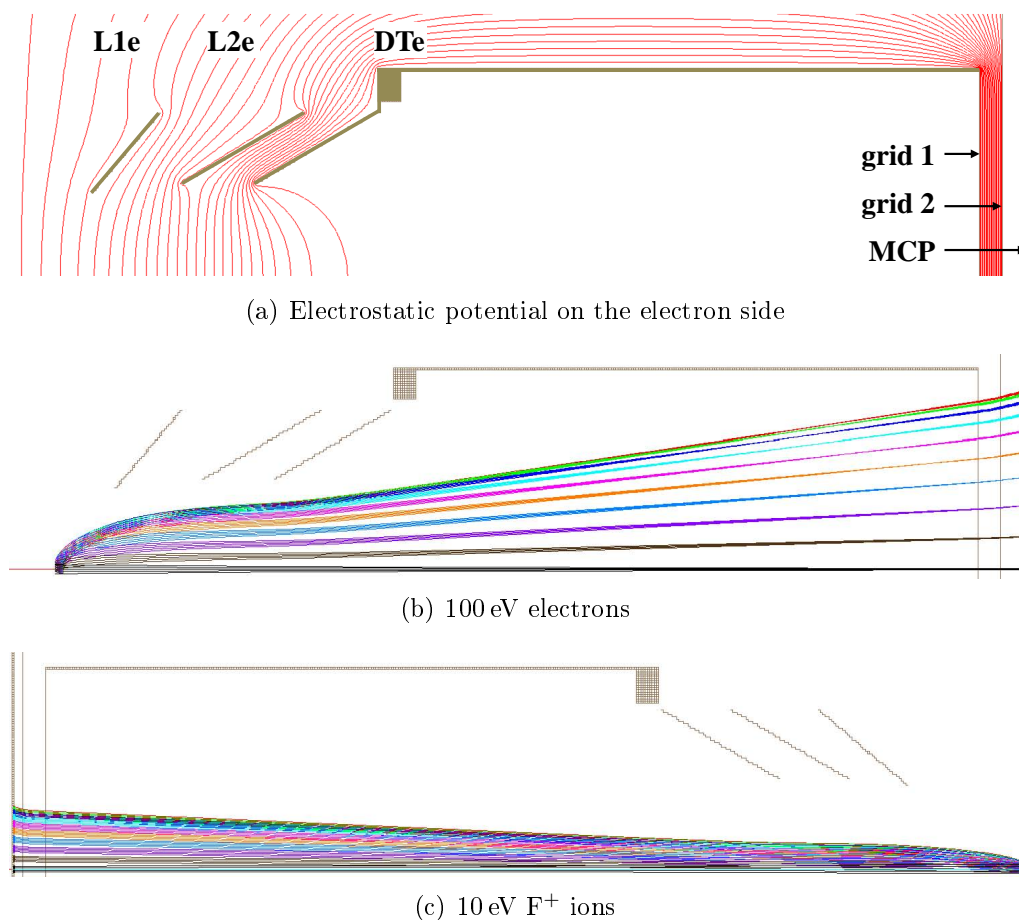 L1e L2e DTe
grid 1
grid 2
MCP
(a) Electrostatic potential on the electron side
(b) 100 eV electrons
(c) 10 eV F⁺ ions